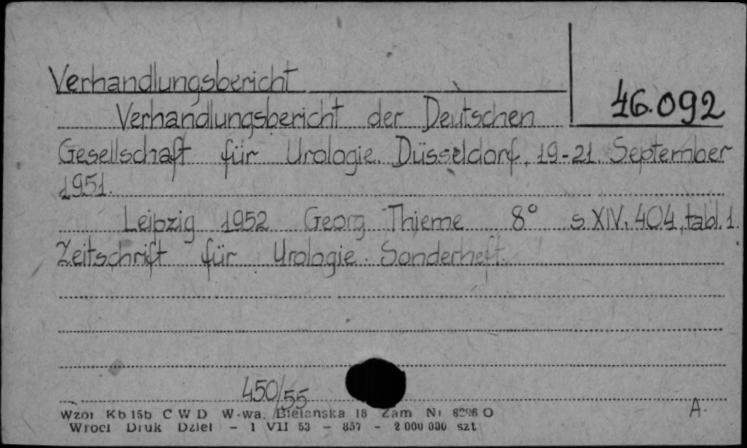 Verhandlungsbericht
46.092
Verhandlungsbericht der Deutschen
Gesellschaft für Urologie. Düsseldorf, 19-21. September
1951.
Leipzig 1952 Georg Thieme 8° s. XIV, 404, tabl. 1.
Zeitschrift für Urologie. Sonderheft.
450/55
A.
Wzór Kb 15b C W D W-wa, Bielańska 18 Zam Nr O
Wrocł Druk Dziel - 1 VII 53 - 857 - 2 000 000 szt